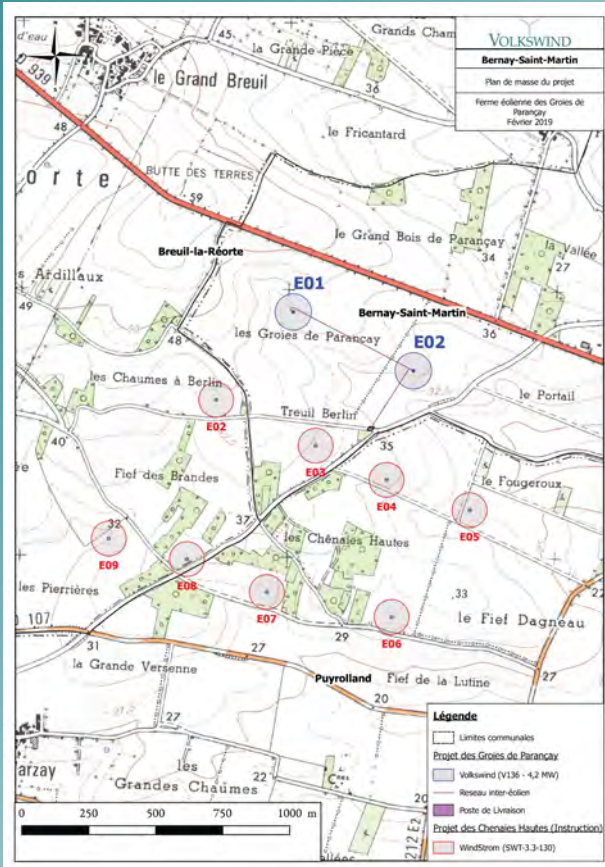 VOLKSWIND
Bernay-Saint-Martin
Plan de masse du projet
Ferme éolienne des Groies de
Parançay
Février 2019
d'eau
939
la Grande-Pièce
Grands Cham
35
36
le Grand Breuil
48
le Fricantard
orte
BUTTE DES TERRES
59
le Grand Bois de Parançay
la Vallée
34
27
Breuil-la-Réorte
s Ardillaux
E01
49
Bernay-Saint-Martin
48
les Groies de Parançay
36
E02
les Chaumes à Berlin
le Portail
Treuil Berlin
E02
40
E03
35
Fief des Brandes
le Fougeroux
E04
37
E05
les Chênaies Hautes
32
E09
E08
les Pierrières
E07
33
le Fief Dagneau
D 107
29
E06
31
27
la Grande Versenne
27
Puyrolland
Fief de la Lutine
20
27
arzay
les
Grandes Chaumes
22
20
212 E2
0 250 500 750 1000 m
Légende
Limites communales
Projet des Groies de Parançay
Volkswind (V136 - 4,2 MW)
Reseau inter-éolien
Poste de Livraison
Projet des Chenaies Hautes (Instruction)
WindStrom (SWT-3.3-130)